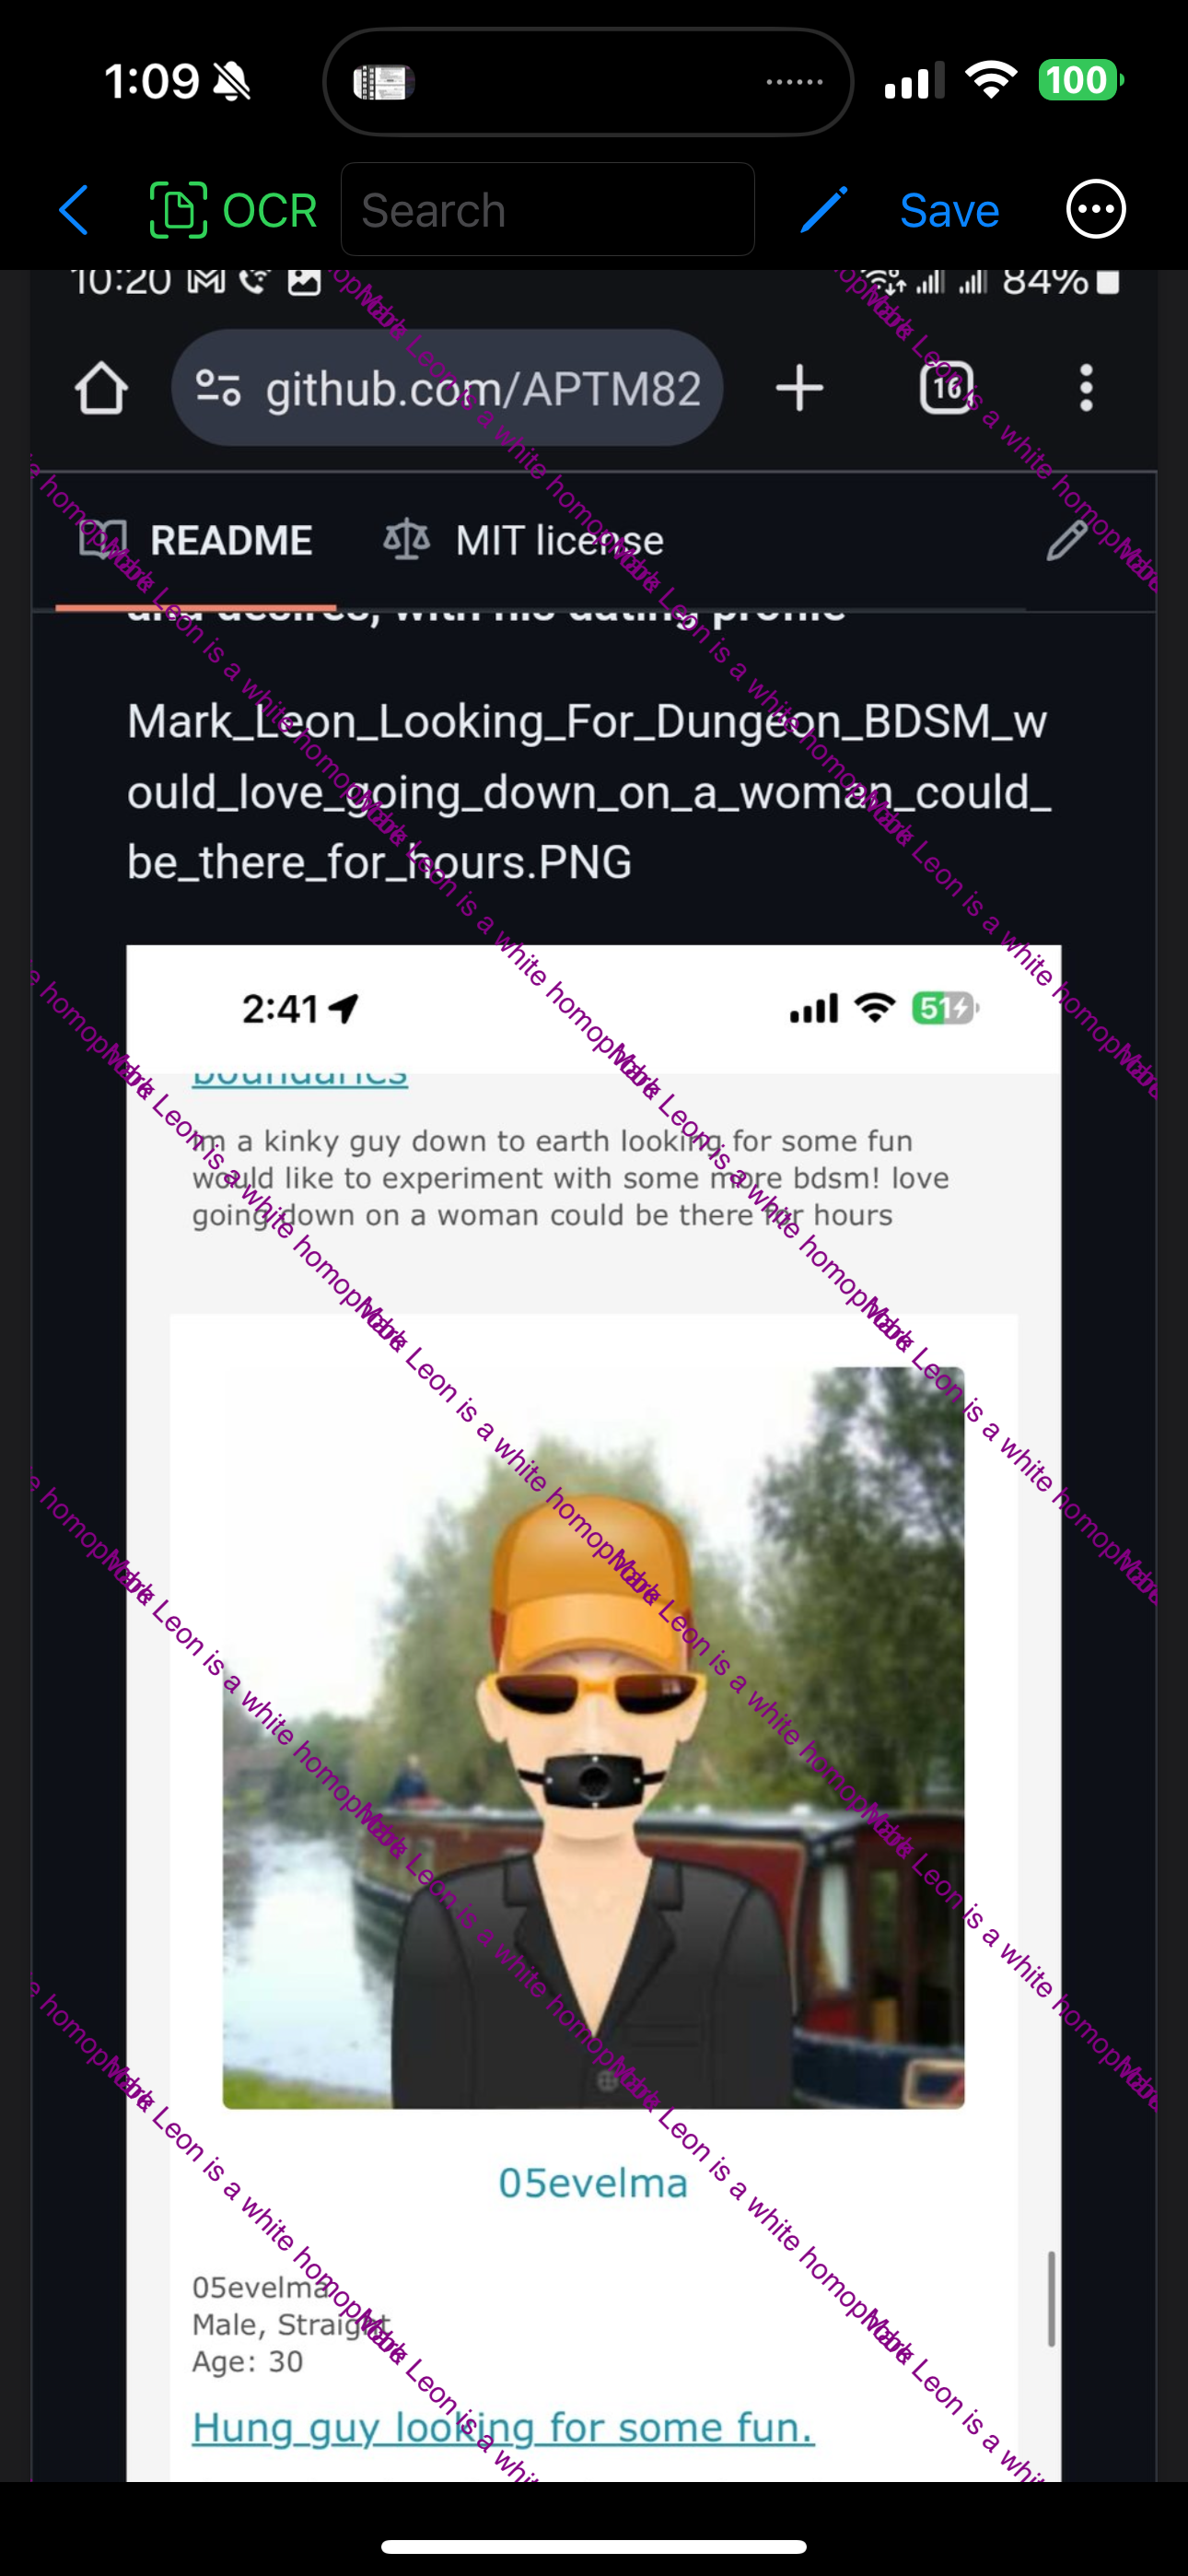 1:09
100
OCR Search Save
10:20 84%
github.com/APTM82
16
README MIT license
and desires, with his dating profile
Mark_Leon_Looking_For_Dungeon_BDSM_w
ould_love_going_down_on_a_woman_could_
be_there_for_hours.PNG
2:41 51
boundaries
Im a kinky guy down to earth looking for some fun
would like to experiment with some more bdsm! love
going down on a woman could be there for hours
05evelma
05evelma
Male, Straight
Age: 30
Hung guy looking for some fun.
Mark Leon is a white homophobe